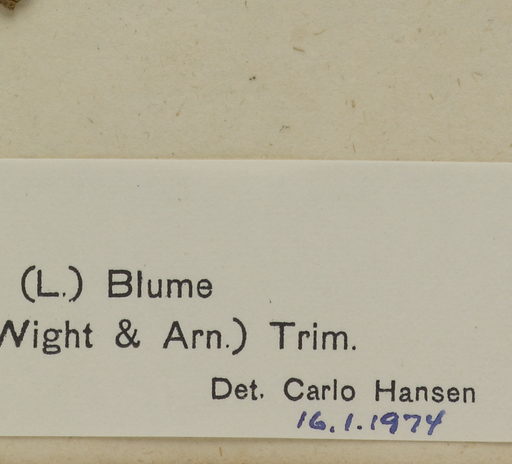 (L.) Blume
Wight & Arn.) Trim.
Det. Carlo Hansen
16.1.1974